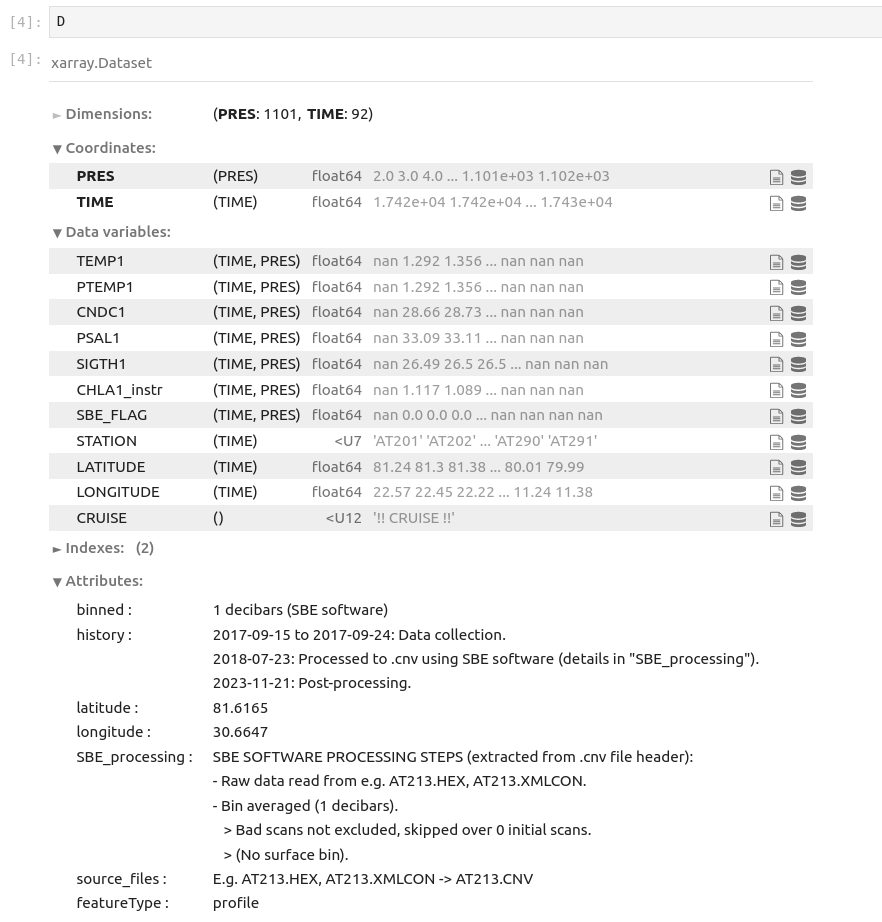 [4]: D
[4]: xarray.Dataset
► Dimensions: (PRES: 1101, TIME: 92)
▼ Coordinates:
PRES (PRES) float64 2.0 3.0 4.0 ... 1.101e+03 1.102e+03
TIME (TIME) float64 1.742e+04 1.742e+04 ... 1.743e+04
▼ Data variables:
TEMP1 (TIME, PRES) float64 nan 1.292 1.356 ... nan nan nan
PTEMP1 (TIME, PRES) float64 nan 1.292 1.356 ... nan nan nan
CNDC1 (TIME, PRES) float64 nan 28.66 28.73 ... nan nan nan
PSAL1 (TIME, PRES) float64 nan 33.09 33.11 ... nan nan nan
SIGTH1 (TIME, PRES) float64 nan 26.49 26.5 26.5 ... nan nan nan
CHLA1_instr (TIME, PRES) float64 nan 1.117 1.089 ... nan nan nan
SBE_FLAG (TIME, PRES) float64 nan 0.0 0.0 0.0 ... nan nan nan nan
STATION (TIME) <U7 'AT201' 'AT202' ... 'AT290' 'AT291'
LATITUDE (TIME) float64 81.24 81.3 81.38 ... 80.01 79.99
LONGITUDE (TIME) float64 22.57 22.45 22.22 ... 11.24 11.38
CRUISE () <U12 '!! CRUISE !!'
► Indexes: (2)
▼ Attributes:
binned : 1 decibars (SBE software)
history : 2017-09-15 to 2017-09-24: Data collection.
2018-07-23: Processed to .cnv using SBE software (details in "SBE_processing").
2023-11-21: Post-processing.
latitude : 81.6165
longitude : 30.6647
SBE_processing : SBE SOFTWARE PROCESSING STEPS (extracted from .cnv file header):
- Raw data read from e.g. AT213.HEX, AT213.XMLCON.
- Bin averaged (1 decibars).
> Bad scans not excluded, skipped over 0 initial scans.
> (No surface bin).
source_files : E.g. AT213.HEX, AT213.XMLCON -> AT213.CNV
featureType : profile